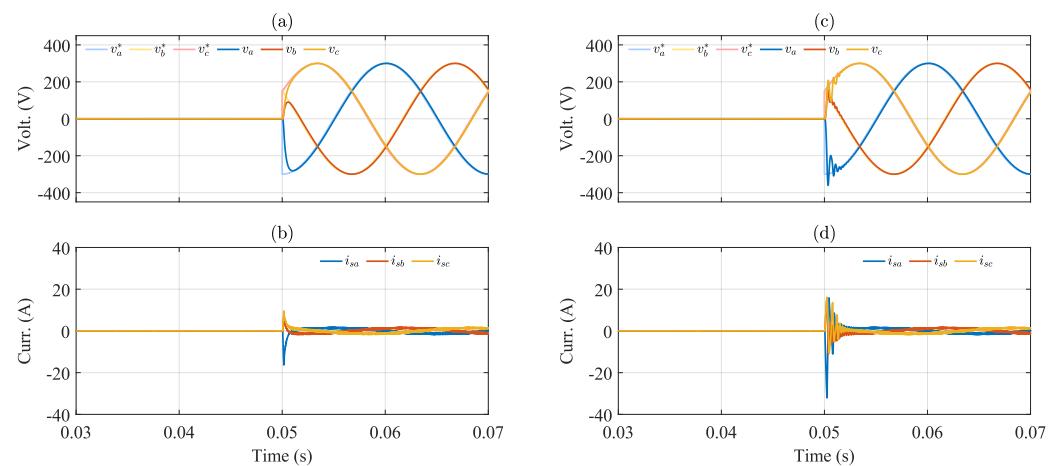 (a)
v*a v*b v*c va vb vc
400
200
0
-200
-400
Volt. (V)
(b)
isa isb isc
40
20
0
-20
-40
Curr. (A)
0.03 0.04 0.05 0.06 0.07
Time (s)
(c)
v*a v*b v*c va vb vc
400
200
0
-200
-400
Volt. (V)
(d)
isa isb isc
40
20
0
-20
-40
Curr. (A)
0.03 0.04 0.05 0.06 0.07
Time (s)